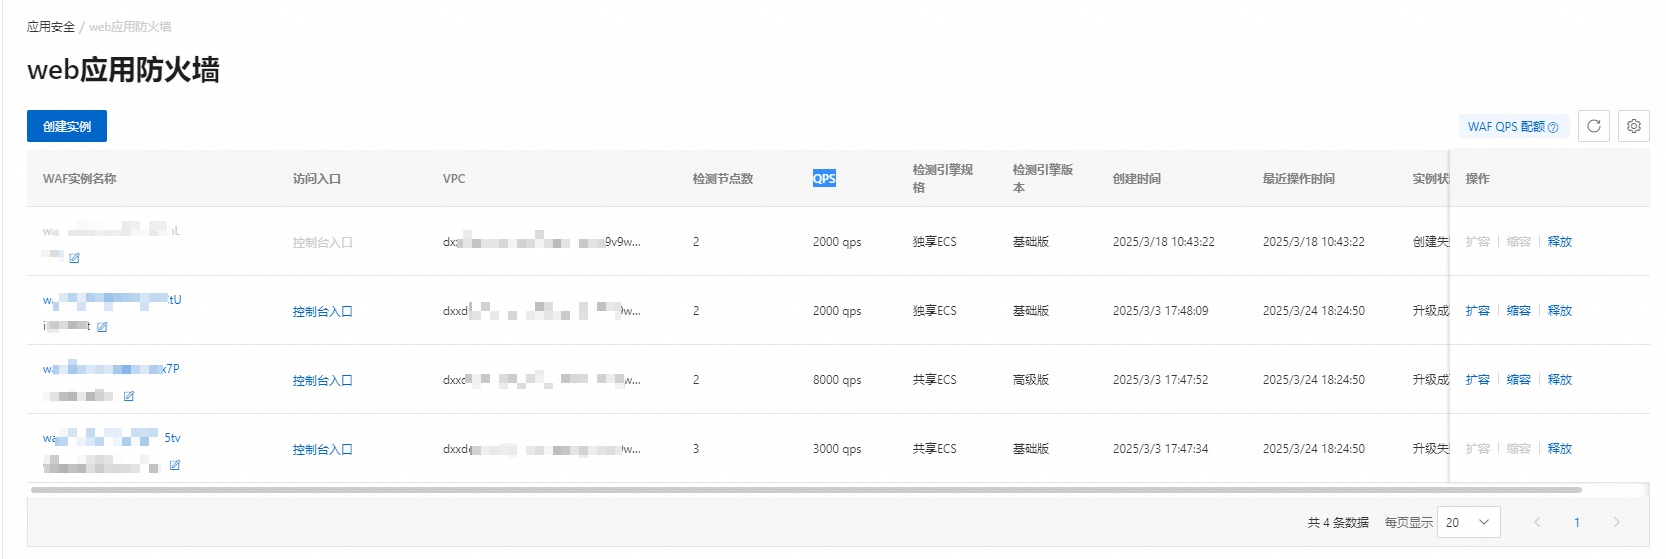 应用安全 / web应用防火墙
web应用防火墙
创建实例
WAF QPS 配额
WAF实例名称 访问入口 VPC 检测节点数 QPS 检测引擎规格 检测引擎版本 创建时间 最近操作时间 实例状 操作
控制台入口 2 2000 qps 独享ECS 基础版 2025/3/18 10:43:22 2025/3/18 10:43:22 创建失 扩容 缩容 释放
控制台入口 2 2000 qps 独享ECS 基础版 2025/3/3 17:48:09 2025/3/24 18:24:50 升级成 扩容 缩容 释放
控制台入口 2 8000 qps 共享ECS 高级版 2025/3/3 17:47:52 2025/3/24 18:24:50 升级成 扩容 缩容 释放
控制台入口 3 3000 qps 共享ECS 基础版 2025/3/3 17:47:34 2025/3/24 18:24:50 升级失 扩容 缩容 释放
共 4 条数据 每页显示 20 < 1 >